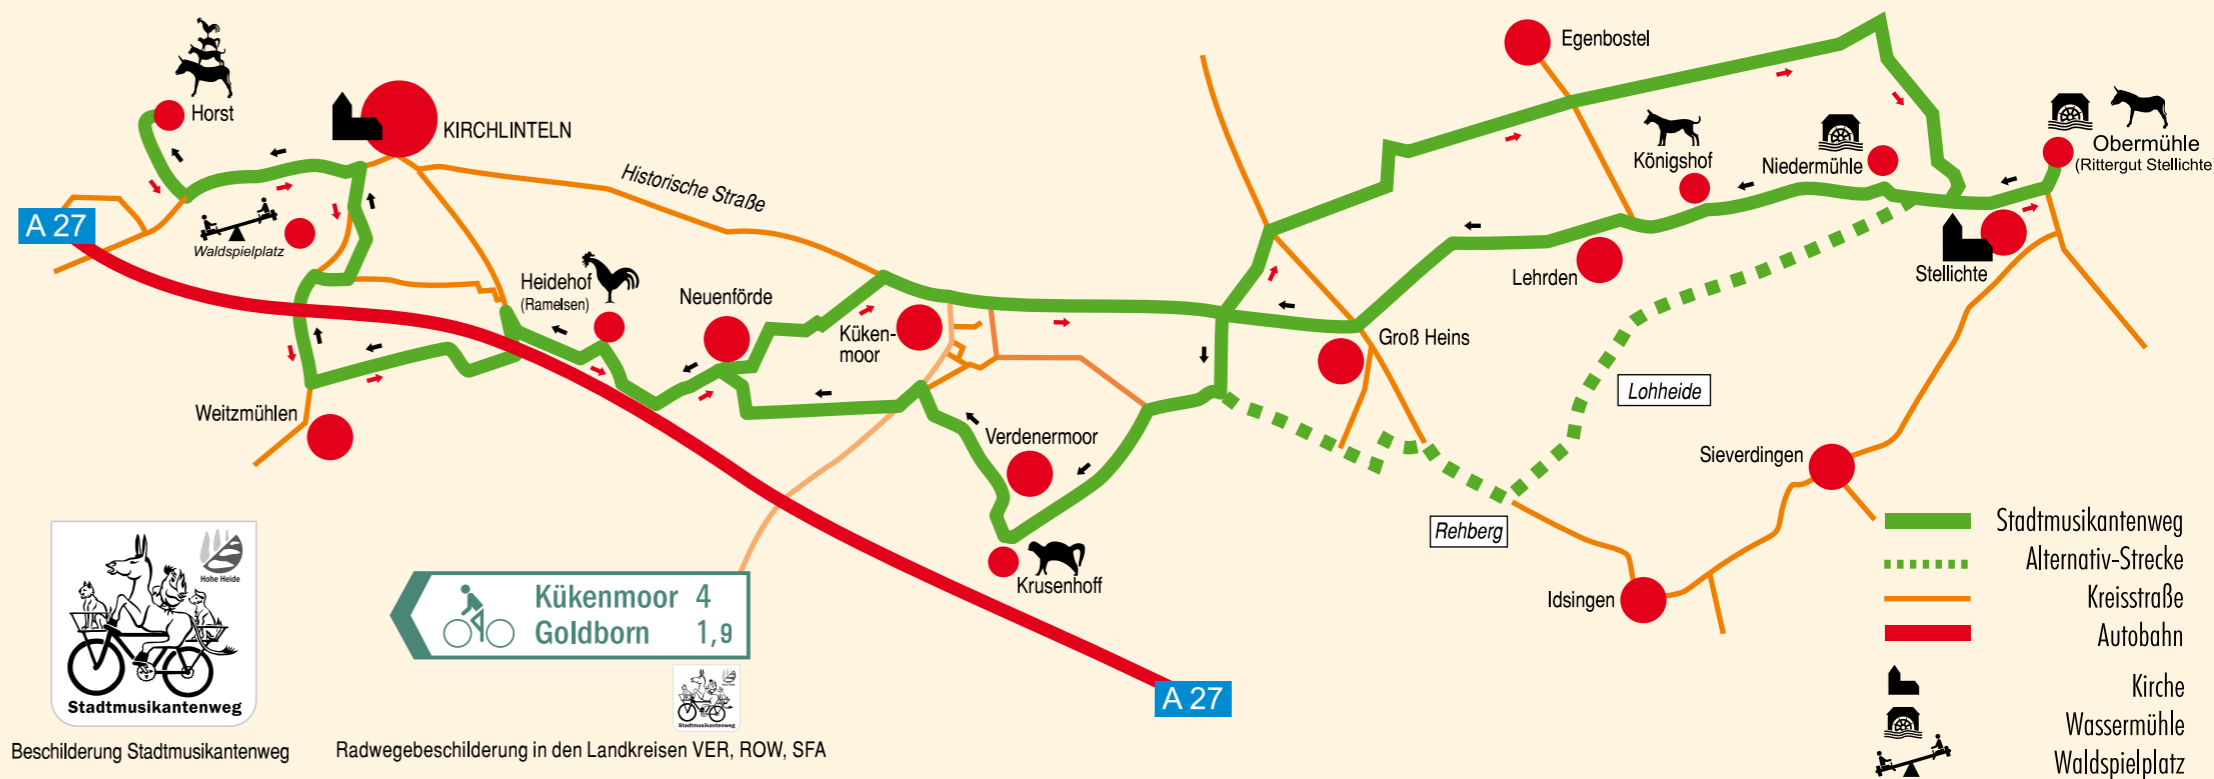 Egenbostel
Horst
KIRCHLINTELN
Historische Straße
Königshof
Niedermühle
Obermühle
(Rittergut Stellichte)
A 27
Waldspielplatz
Heidehof
(Ramelsen)
Neuenförde
Küken-
moor
Lehrden
Stellichte
Groß Heins
Lohheide
Weitzmühlen
Verdenermoor
Sieverdingen
Rehberg
Krusenhoff
Idsingen
Hohe Heide
Stadtmusikantenweg
Beschilderung Stadtmusikantenweg
Kükenmoor 4
Goldborn 1,9
Stadtmusikantenweg
Radwegebeschilderung in den Landkreisen VER, ROW, SFA
A 27
Stadtmusikantenweg
Alternativ-Strecke
Kreisstraße
Autobahn
Kirche
Wassermühle
Waldspielplatz